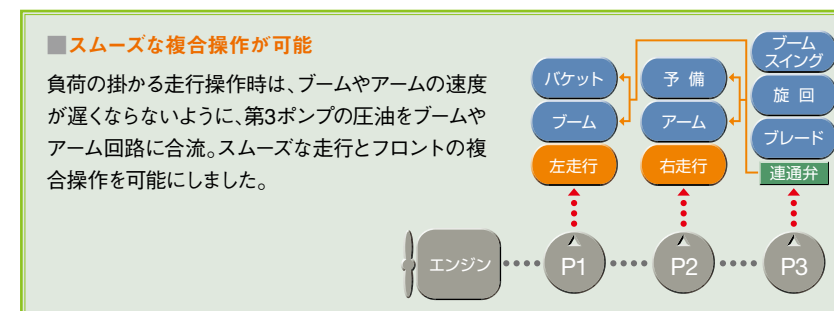 ■スムーズな複合操作が可能
負荷の掛かる走行操作時は、ブームやアームの速度
が遅くならないように、第3ポンプの圧油をブームや
アーム回路に合流。スムーズな走行とフロントの複
合操作を可能にしました。
ブーム
スイング
バケット
予 備
旋 回
ブーム
アーム
ブレード
左走行
右走行
連通弁
エンジン
P1
P2
P3